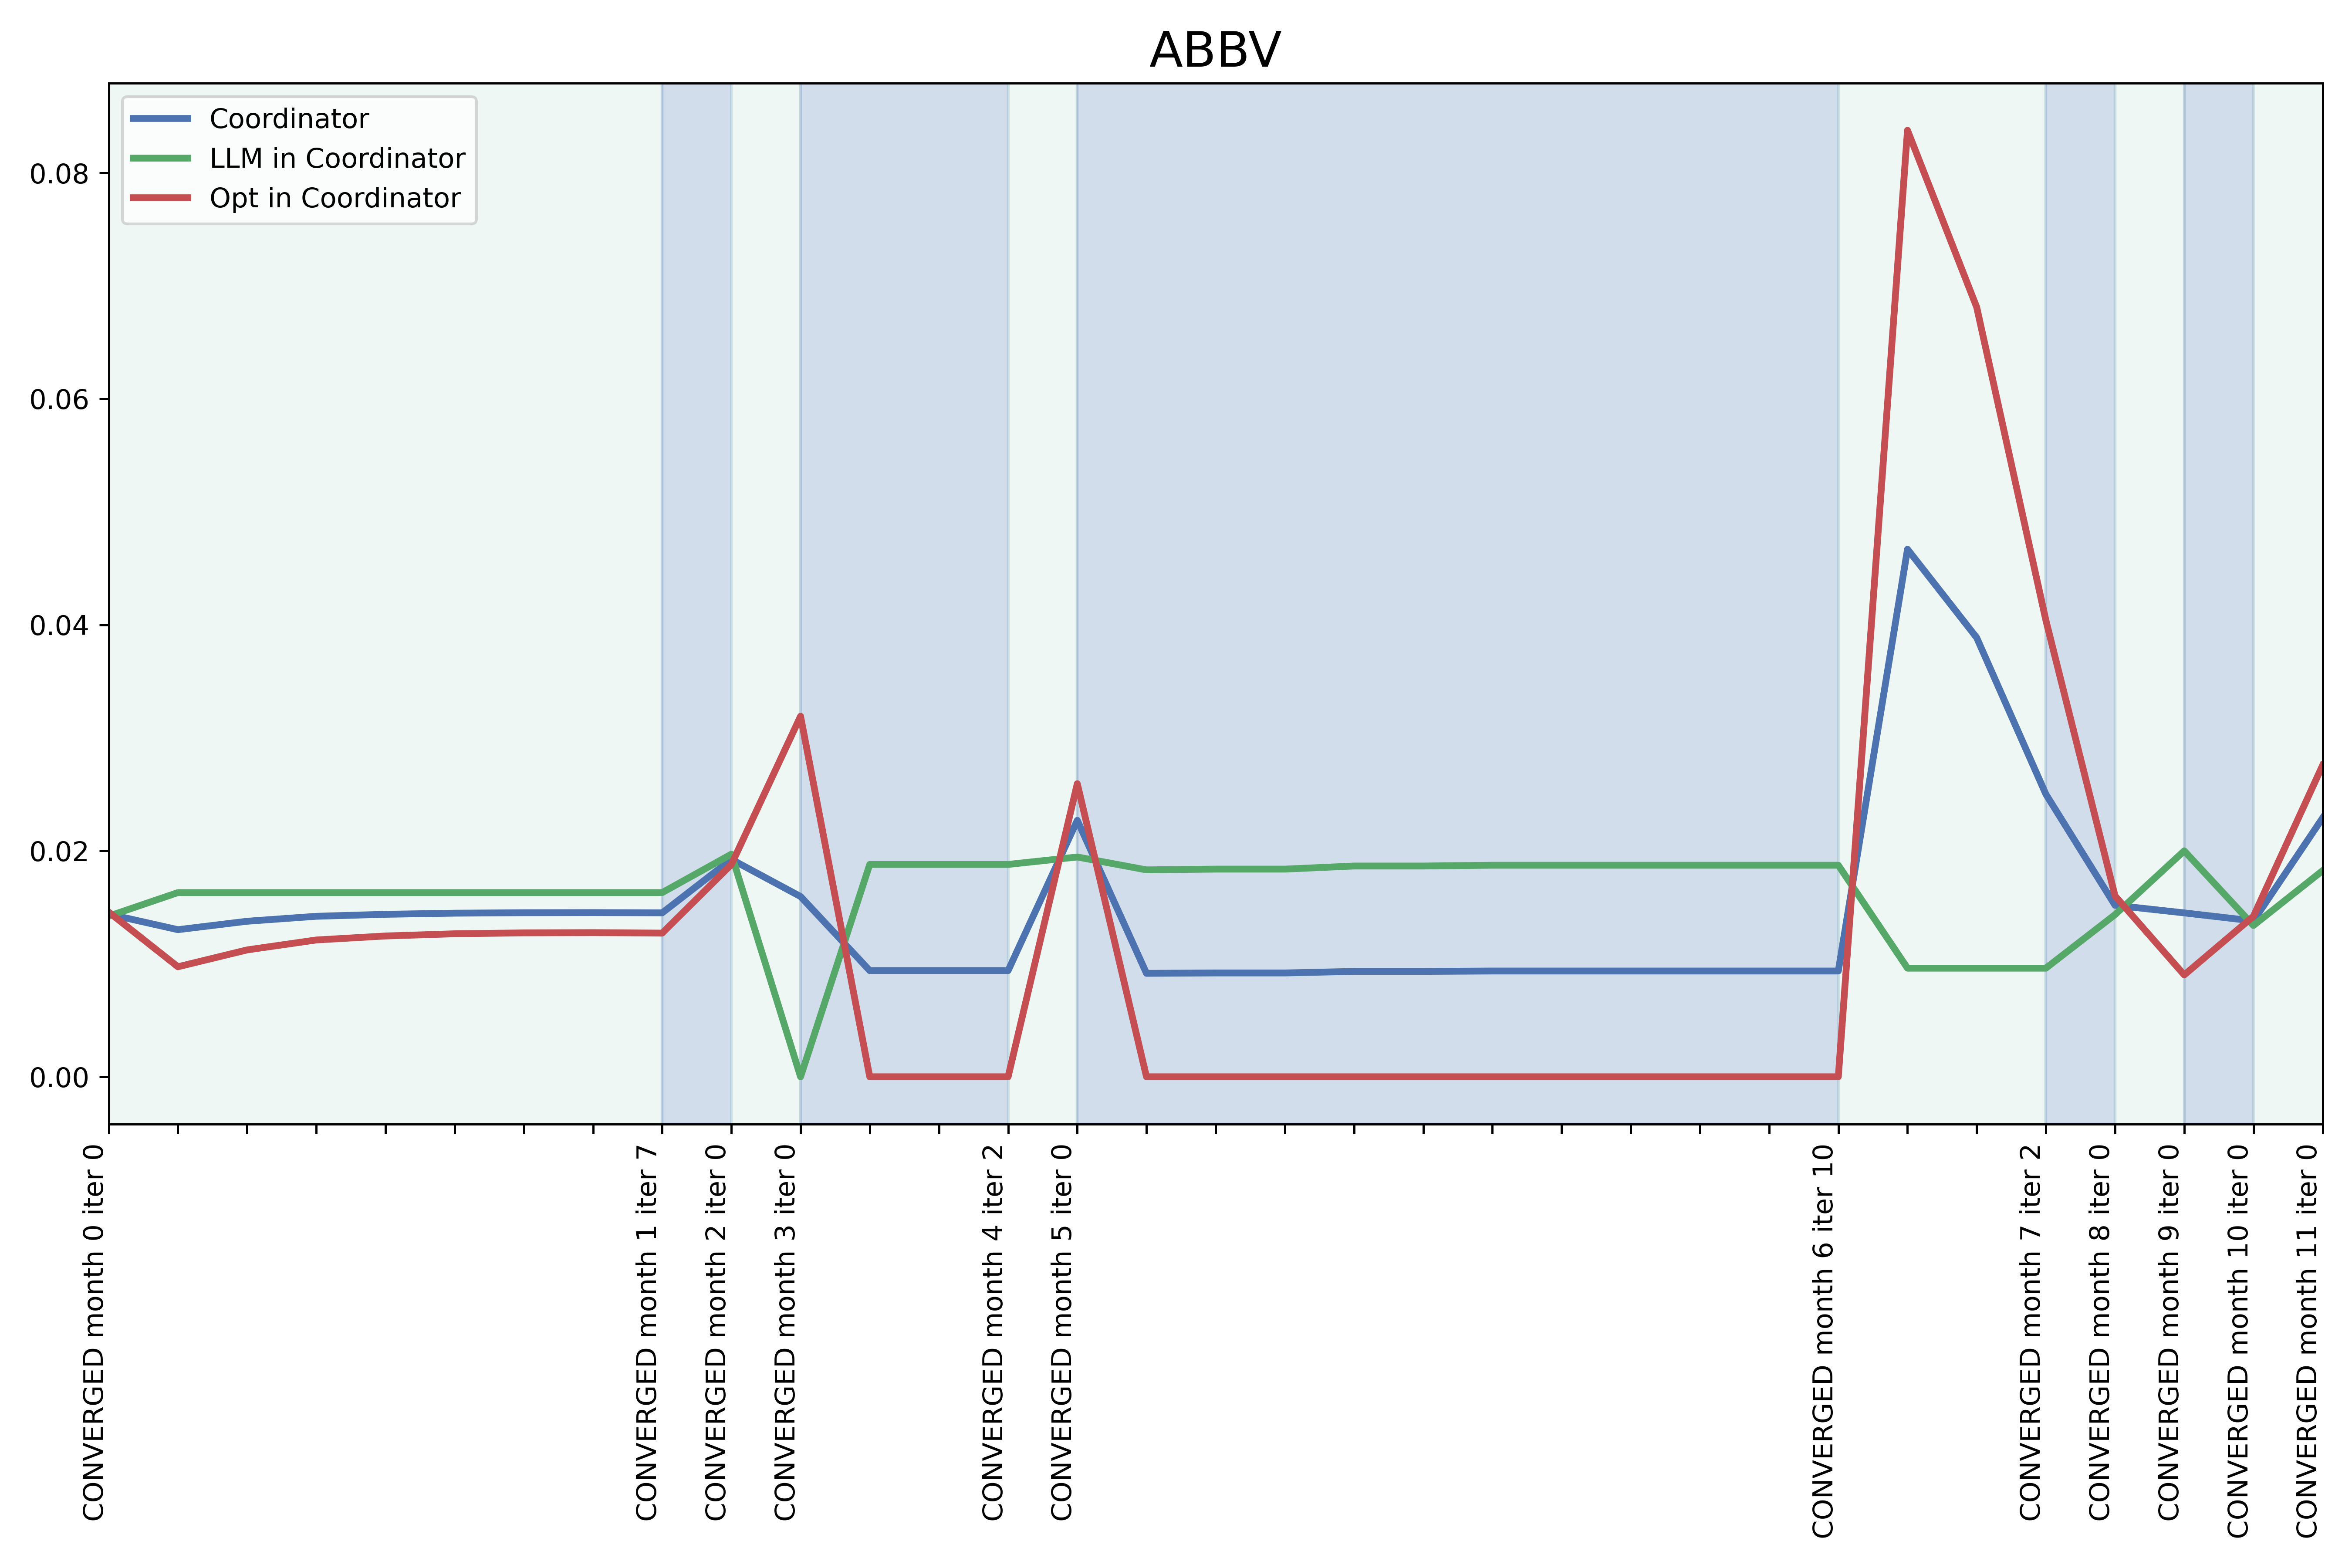 ABBV
Coordinator
LLM in Coordinator
Opt in Coordinator
0.08
0.06
0.04
0.02
0.00
CONVERGED month 0 iter 0
CONVERGED month 1 iter 7
CONVERGED month 2 iter 0
CONVERGED month 3 iter 0
CONVERGED month 4 iter 2
CONVERGED month 5 iter 0
CONVERGED month 6 iter 10
CONVERGED month 7 iter 2
CONVERGED month 8 iter 0
CONVERGED month 9 iter 0
CONVERGED month 10 iter 0
CONVERGED month 11 iter 0